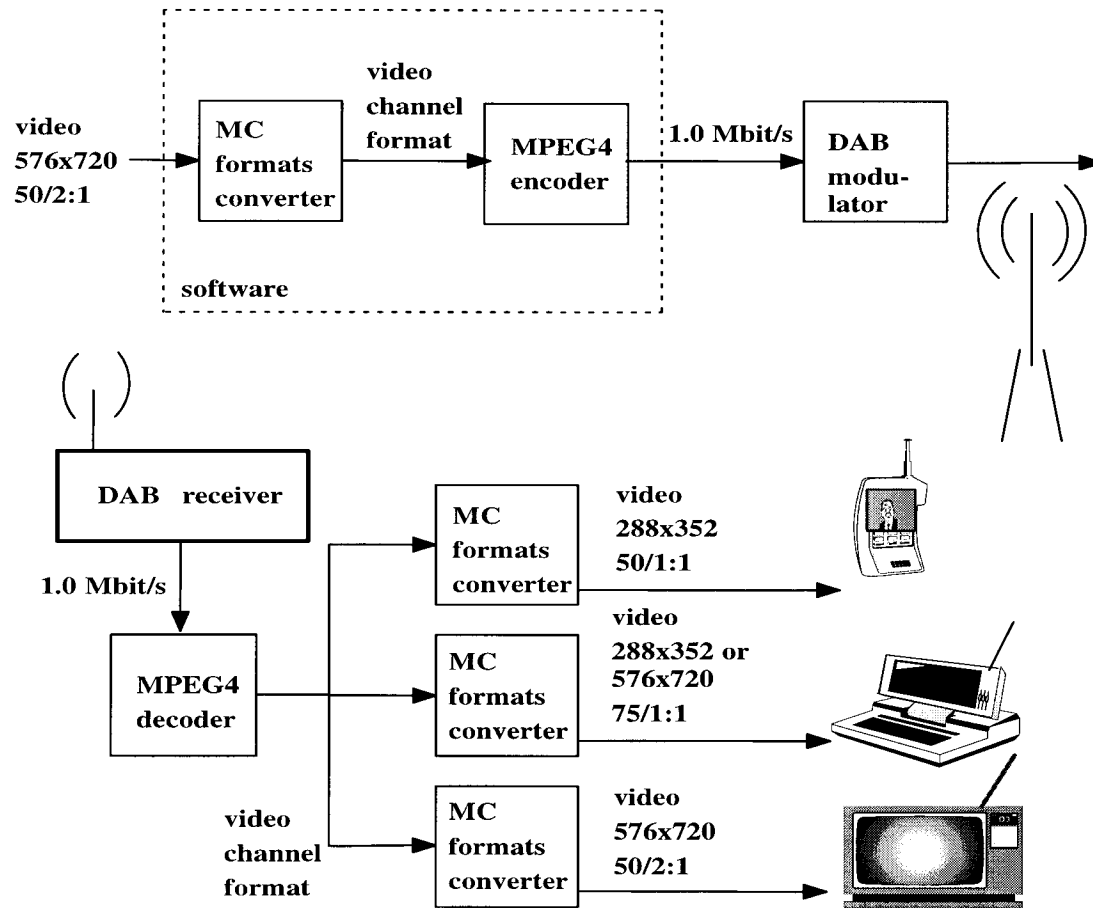 video
576x720
50/2:1
MC
formats
converter
video
channel
format
MPEG4
encoder
software
1.0 Mbit/s
DAB
modu-
lator
DAB receiver
1.0 Mbit/s
MPEG4
decoder
video
channel
format
MC
formats
converter
video
288x352
50/1:1
MC
formats
converter
video
288x352 or
576x720
75/1:1
MC
formats
converter
video
576x720
50/2:1